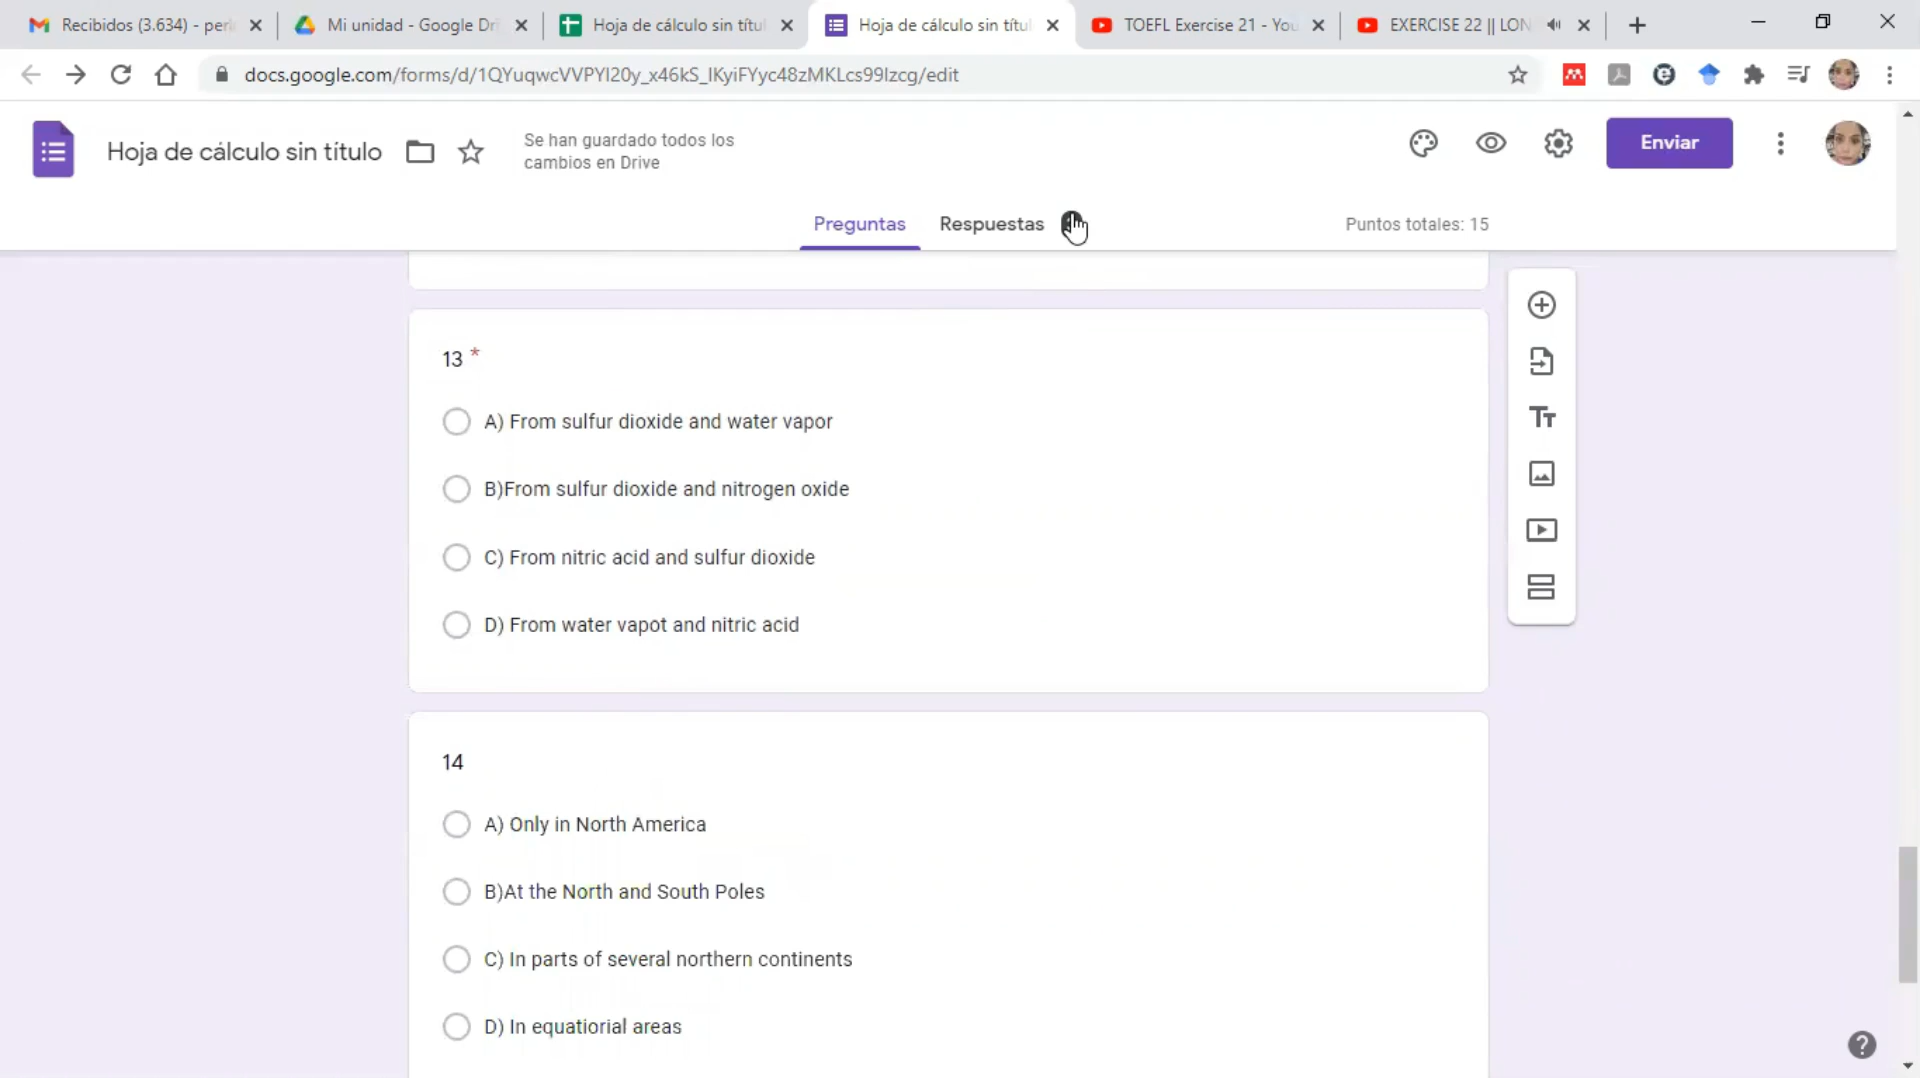 Recibidos (3.634) - peri
Mi unidad - Google Dri
Hoja de cálculo sin títul
Hoja de cálculo sin títul
TOEFL Exercise 21 - You
EXERCISE 22 || LON
docs.google.com/forms/d/1QYuqwcVVPYI20y_x46kS_IKyiFYyc48zMKLcs99Izcg/edit
Hoja de cálculo sin título
Se han guardado todos los
cambios en Drive
Enviar
Preguntas
Respuestas
Puntos totales: 15
13 *
A) From sulfur dioxide and water vapor
B)From sulfur dioxide and nitrogen oxide
C) From nitric acid and sulfur dioxide
D) From water vapot and nitric acid
14
A) Only in North America
B)At the North and South Poles
C) In parts of several northern continents
D) In equatiorial areas